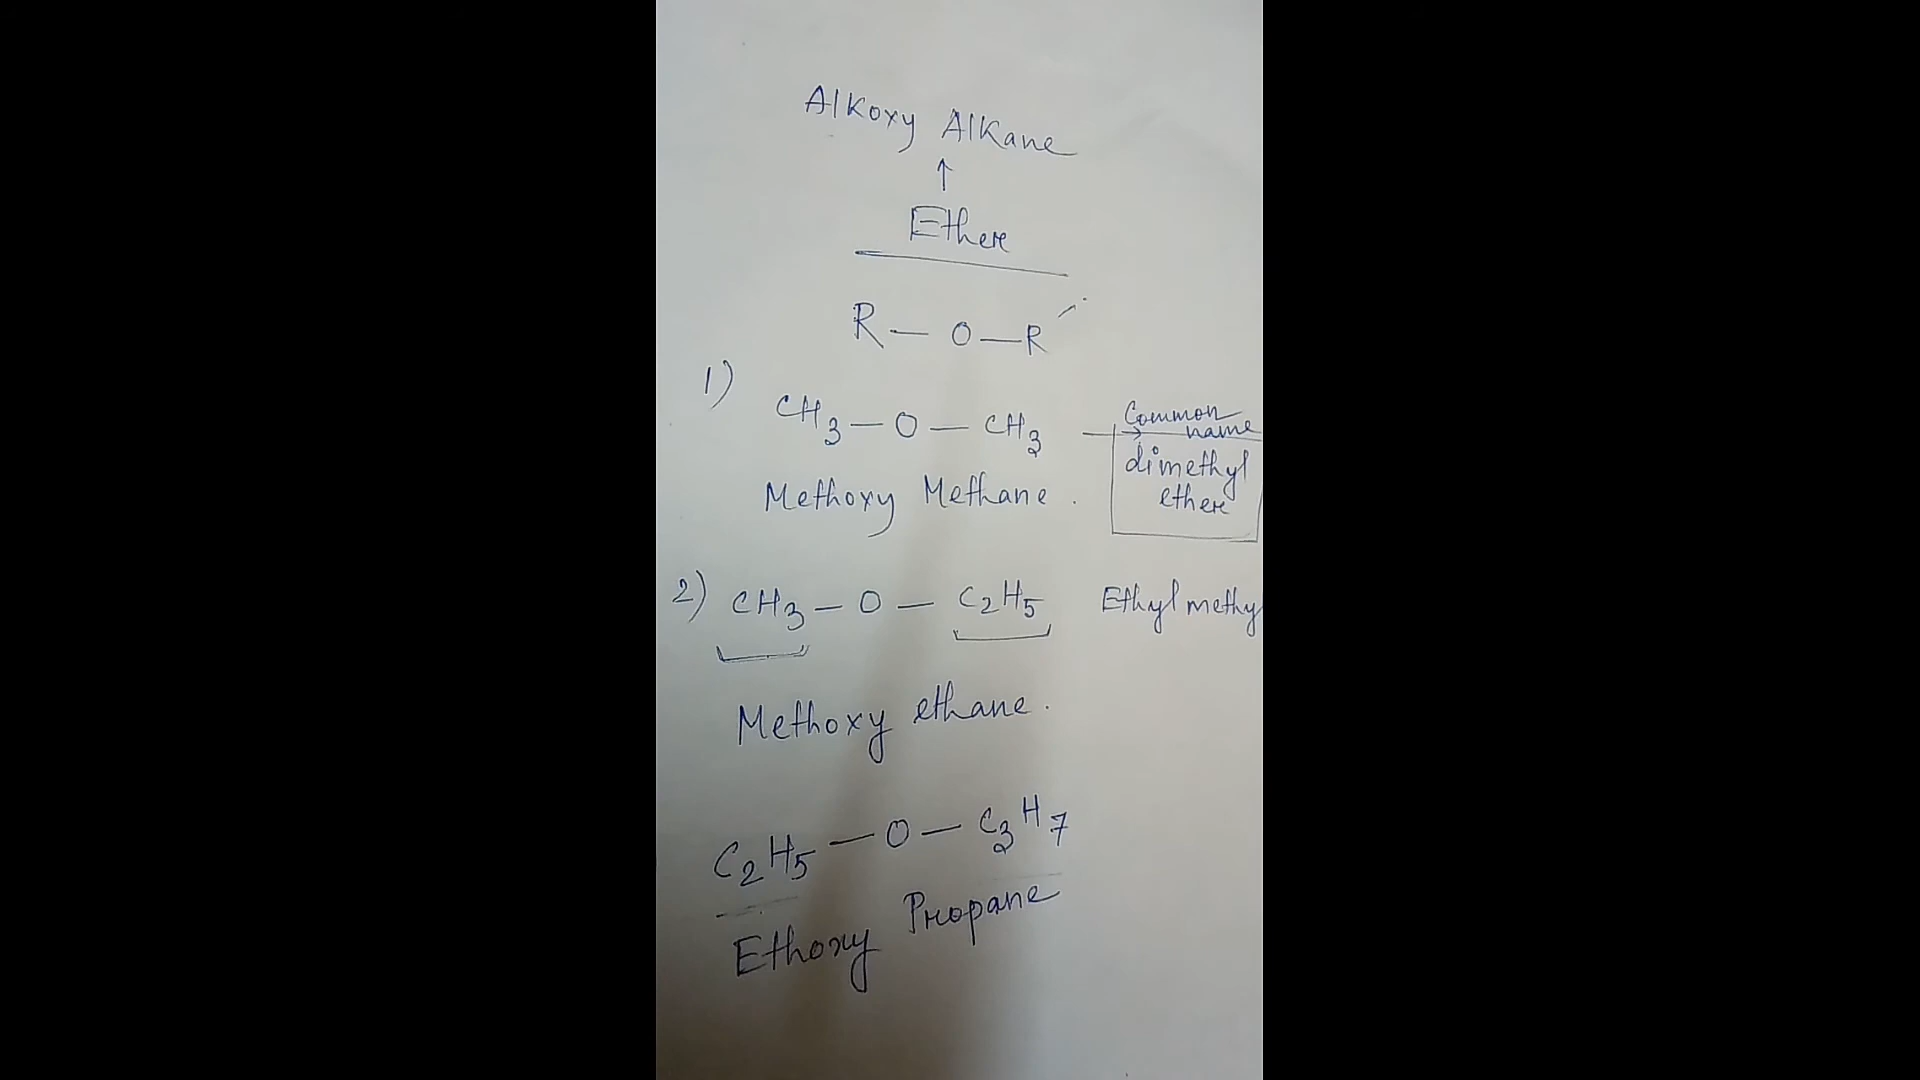 Alkoxy Alkane
↑
Ether
R — O — R'
1)
CH3 — O — CH3 → Common name
dimethyl
ether
Methoxy Methane.
2) CH3 — O — C2H5 Ethyl methy
Methoxy ethane.
C2H5 — O — C3H7
Ethoxy Propane